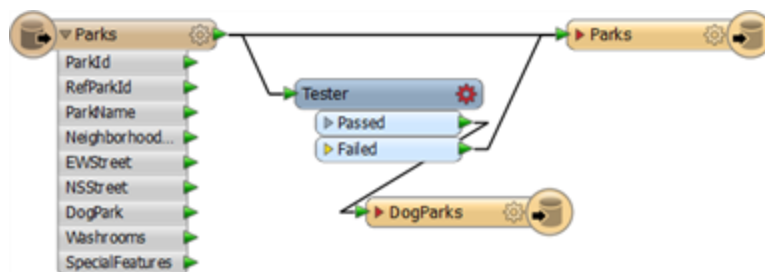 Parks
ParkId
RefParkId
ParkName
Neighborhood...
EWStreet
NSStreet
DogPark
Washrooms
SpecialFeatures
Tester
Passed
Failed
DogParks
Parks